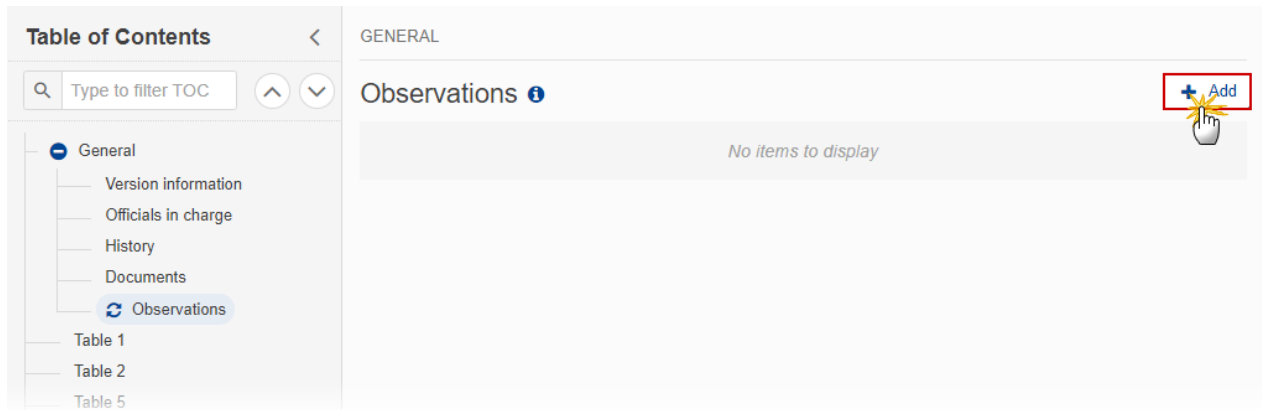 Table of Contents
Type to filter TOC
General
Version information
Officials in charge
History
Documents
Observations
Table 1
Table 2
Table 5
GENERAL
Observations
Add
No items to display